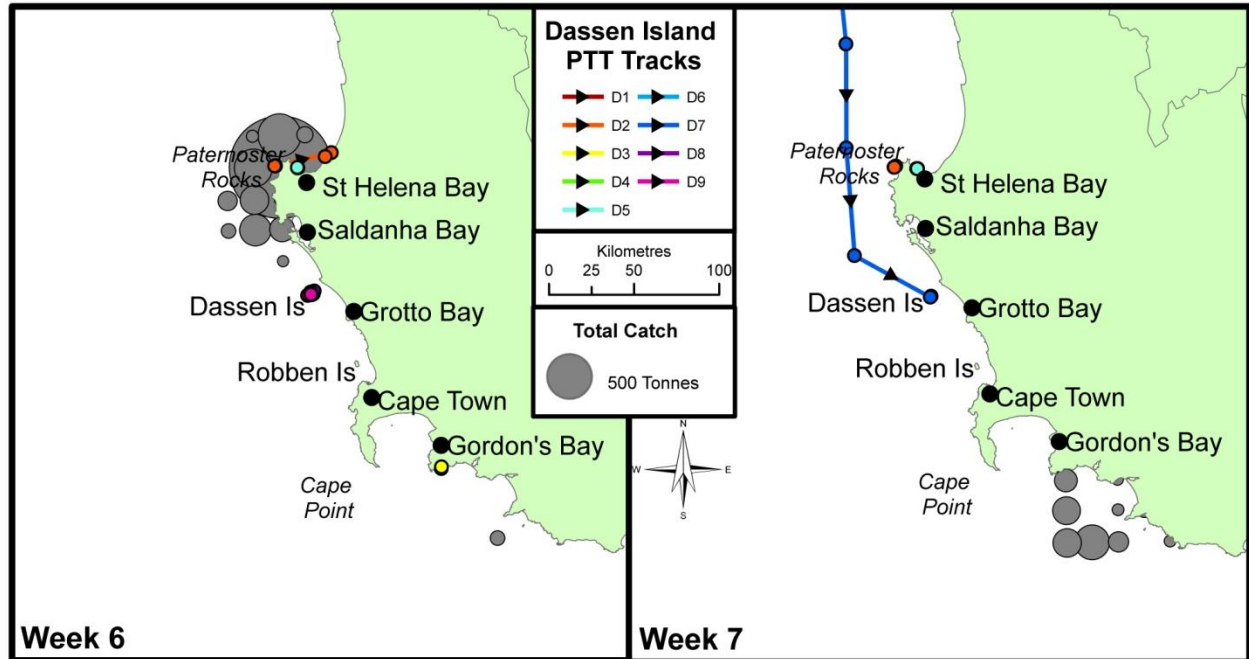 Dassen Island
PTT Tracks
D1
D6
D2
D7
D3
D8
D4
D9
D5
Kilometres
0 25 50 100
Total Catch
500 Tonnes
N
W E
S
Paternoster
Rocks
St Helena Bay
Saldanha Bay
Dassen Is
Grotto Bay
Robben Is
Cape Town
Gordon's Bay
Cape
Point
Week 6
Paternoster
Rocks
St Helena Bay
Saldanha Bay
Dassen Is
Grotto Bay
Robben Is
Cape Town
Gordon's Bay
Cape
Point
Week 7